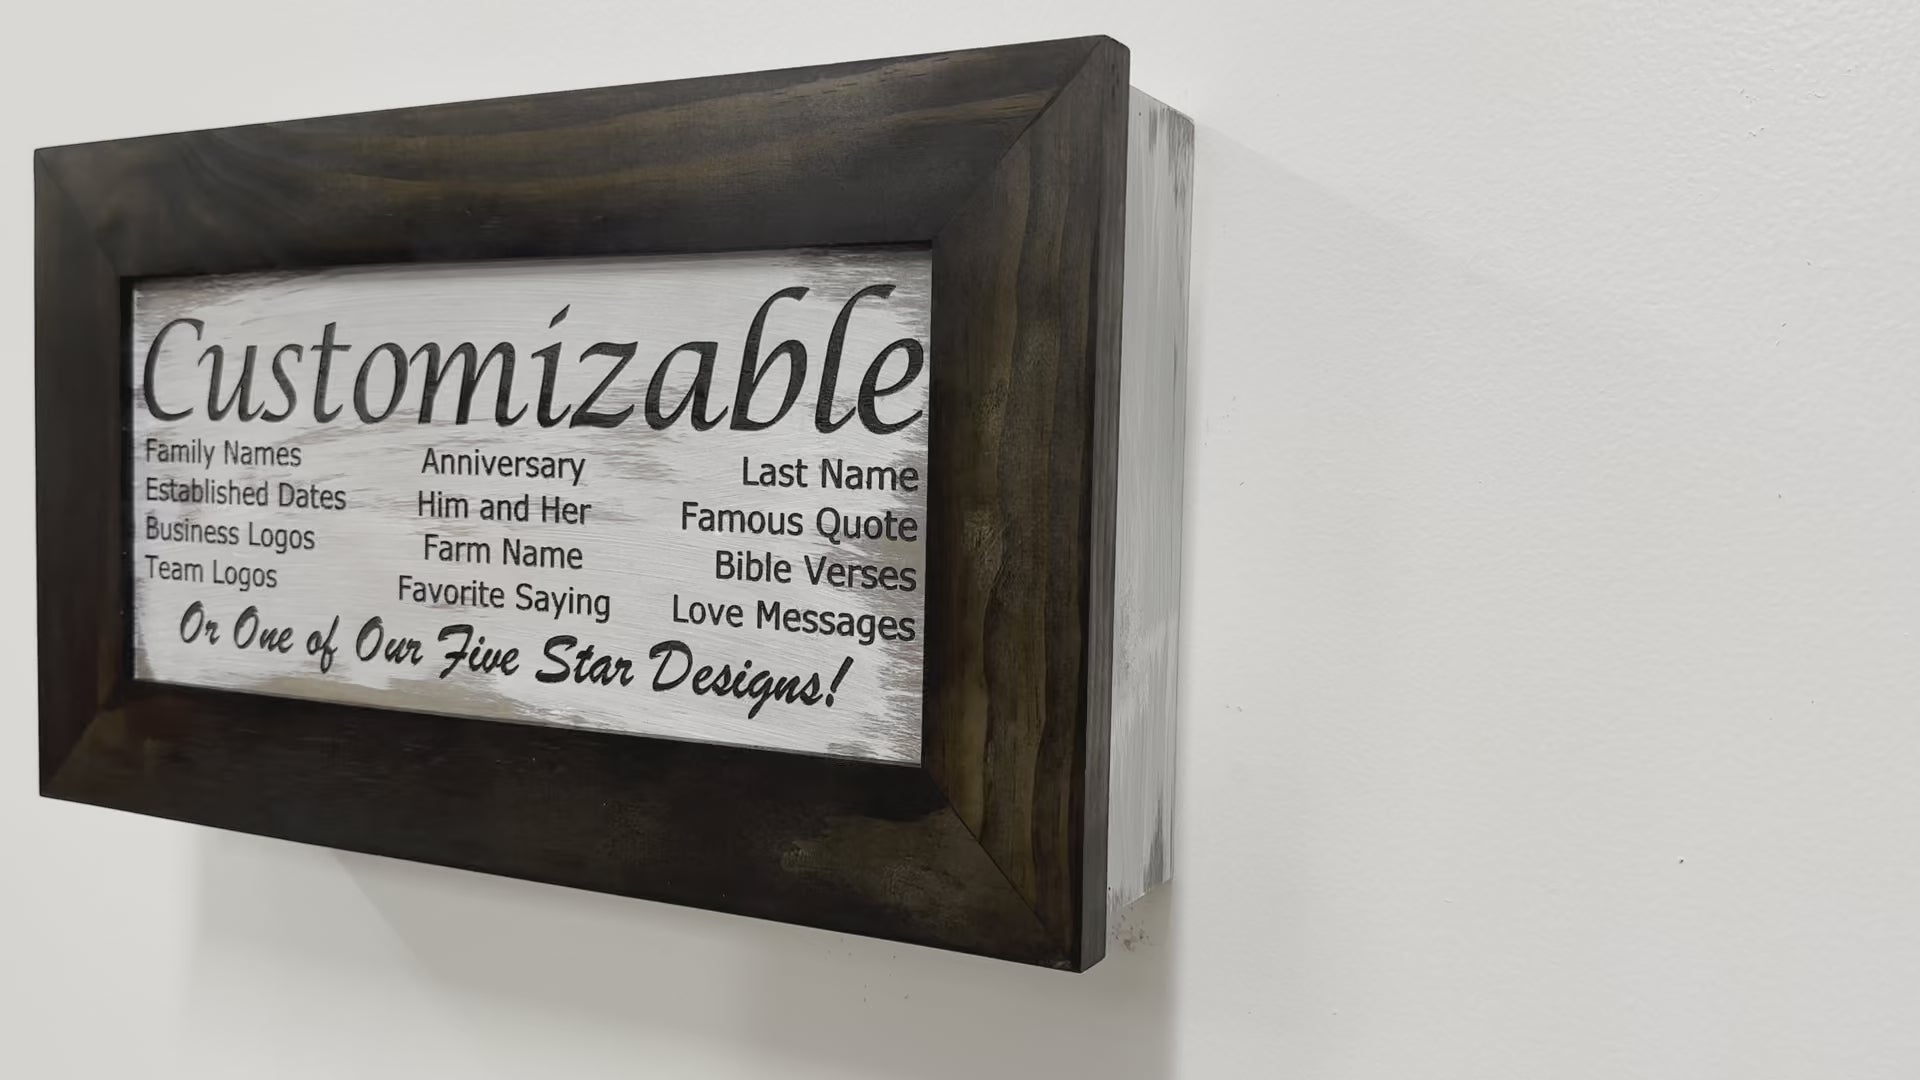 Customizable
Family Names
Established Dates
Business Logos
Team Logos
Anniversary
Him and Her
Farm Name
Favorite Saying
Last Name
Famous Quote
Bible Verses
Love Messages
Or One of Our Five Star Designs!